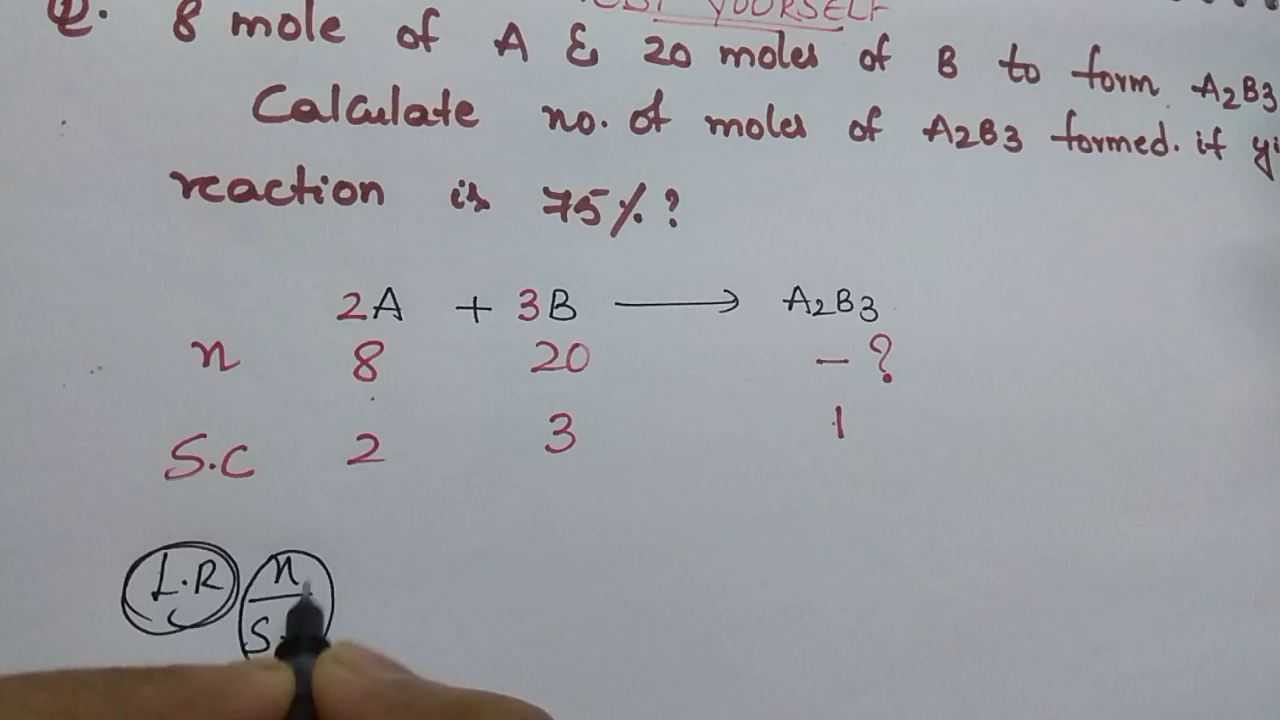 YOURSELF
Q. 8 mole of A & 20 moles of B to form A2B3
Calculate no. of moles of A2B3 formed. if
reaction is 75%?
2A + 3B → A2B3
n 8 20 – ?
S.C 2 3 1
L.R n
S